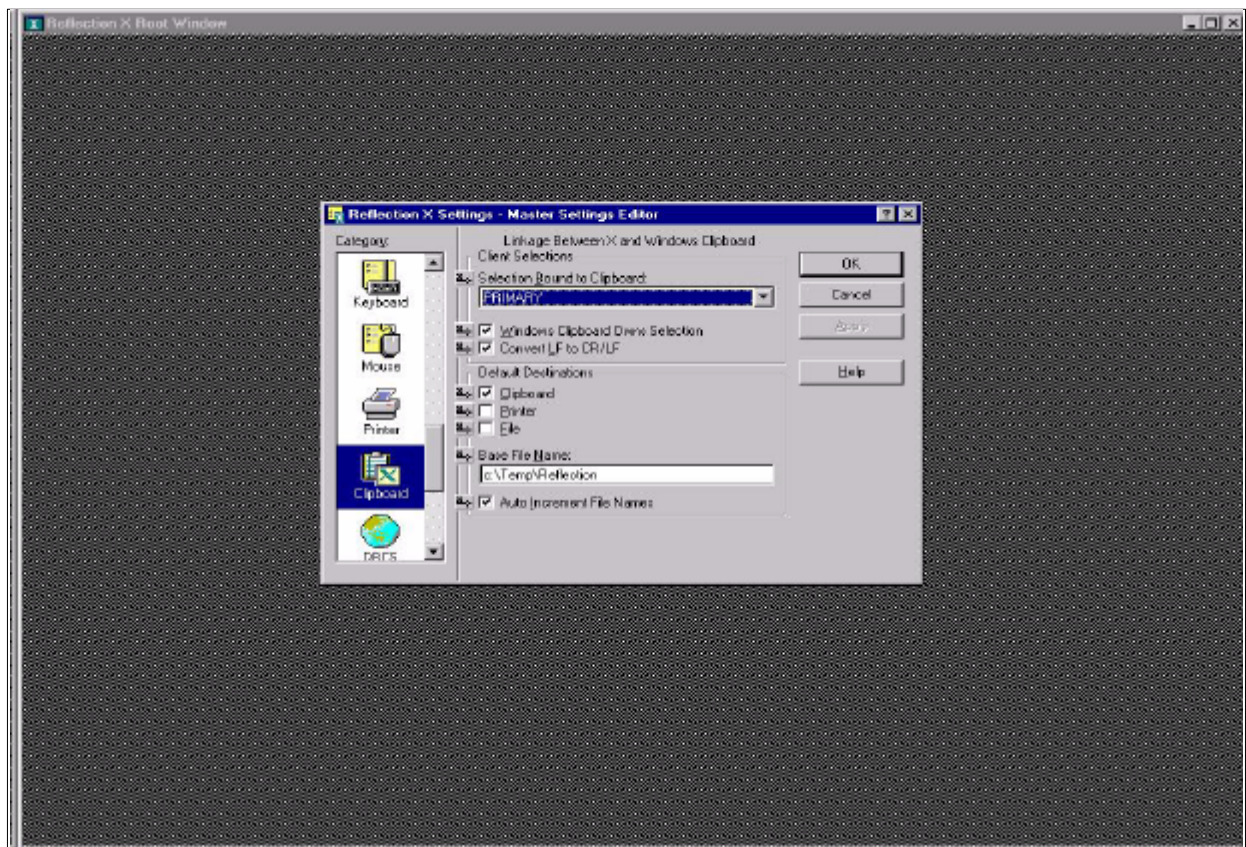 Reflection X Root Window
Reflection X Settings - Master Settings Editor
Category:
Keyboard
Mouse
Printer
Clipboard
DBCS
Linkage Between X and Windows Clipboard
Client Selections
Selection Bound to Clipboard:
PRIMARY
Windows Clipboard Owns Selection
Convert LF to CR/LF
Default Destinations
Clipboard
Printer
File
Base File Name:
c:\Temp\Reflection
Auto Increment File Names
OK
Cancel
Apply
Help